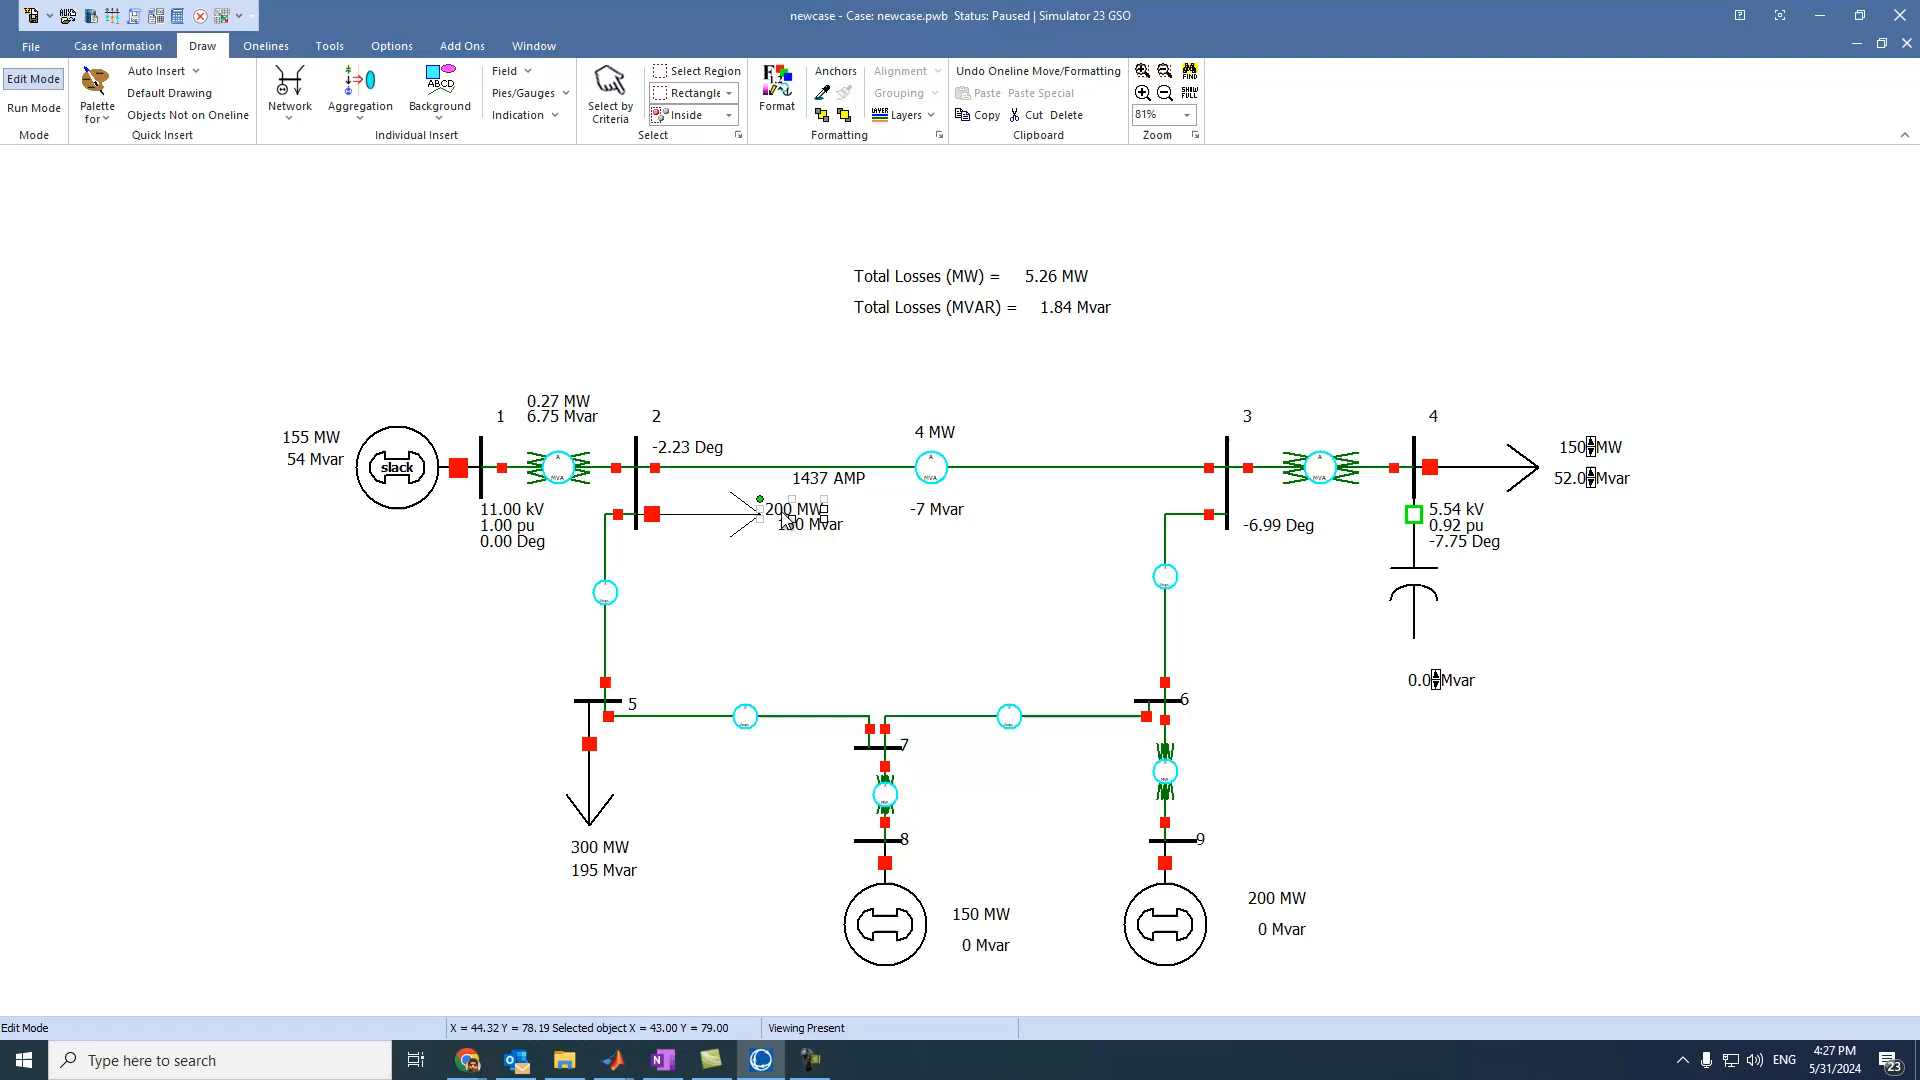 newcase - Case: newcase.pwb Status: Paused | Simulator 23 GSO
File Case Information Draw Onelines Tools Options Add Ons Window
Edit Mode
Run Mode
Mode
Palette for
Auto Insert
Default Drawing
Objects Not on Oneline
Quick Insert
Network
Aggregation
ABCD
Background
Field
Pies/Gauges
Indication
Individual Insert
Select by Criteria
Select Region
Rectangle
Inside
Select
Format
Anchors
Alignment
Grouping
LAYER Layers
Formatting
Undo Oneline Move/Formatting
Paste Paste Special
Copy Cut Delete
Clipboard
FIND
SHOW FULL
81%
Zoom
Total Losses (MW) = 5.26 MW
Total Losses (MVAR) = 1.84 Mvar
155 MW
54 Mvar
slack
1
11.00 kV
1.00 pu
0.00 Deg
0.27 MW
6.75 Mvar
A
MVA
2
-2.23 Deg
4 MW
A
MVA
-7 Mvar
1437 AMP
200 MW
Mvar
3
-6.99 Deg
A
MVA
4
150 MW
52.0 Mvar
5.54 kV
0.92 pu
-7.75 Deg
0.0 Mvar
5
300 MW
195 Mvar
6
7
8
150 MW
0 Mvar
9
200 MW
0 Mvar
Edit Mode
X = 44.32 Y = 78.19 Selected object X = 43.00 Y = 79.00
Viewing Present
Type here to search
ENG
4:27 PM
5/31/2024
23